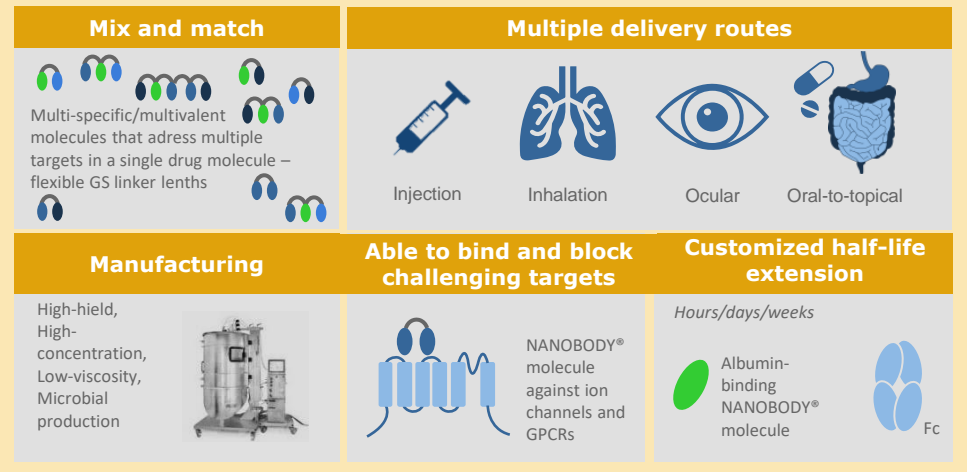 Mix and match
Multi-specific/multivalent
molecules that adress multiple
targets in a single drug molecule –
flexible GS linker lenths
Multiple delivery routes
Injection
Inhalation
Ocular
Oral-to-topical
Manufacturing
High-hield,
High-
concentration,
Low-viscosity,
Microbial
production
Able to bind and block
challenging targets
NANOBODY®
molecule
against ion
channels and
GPCRs
Customized half-life
extension
Hours/days/weeks
Albumin-
binding
NANOBODY®
molecule
Fc